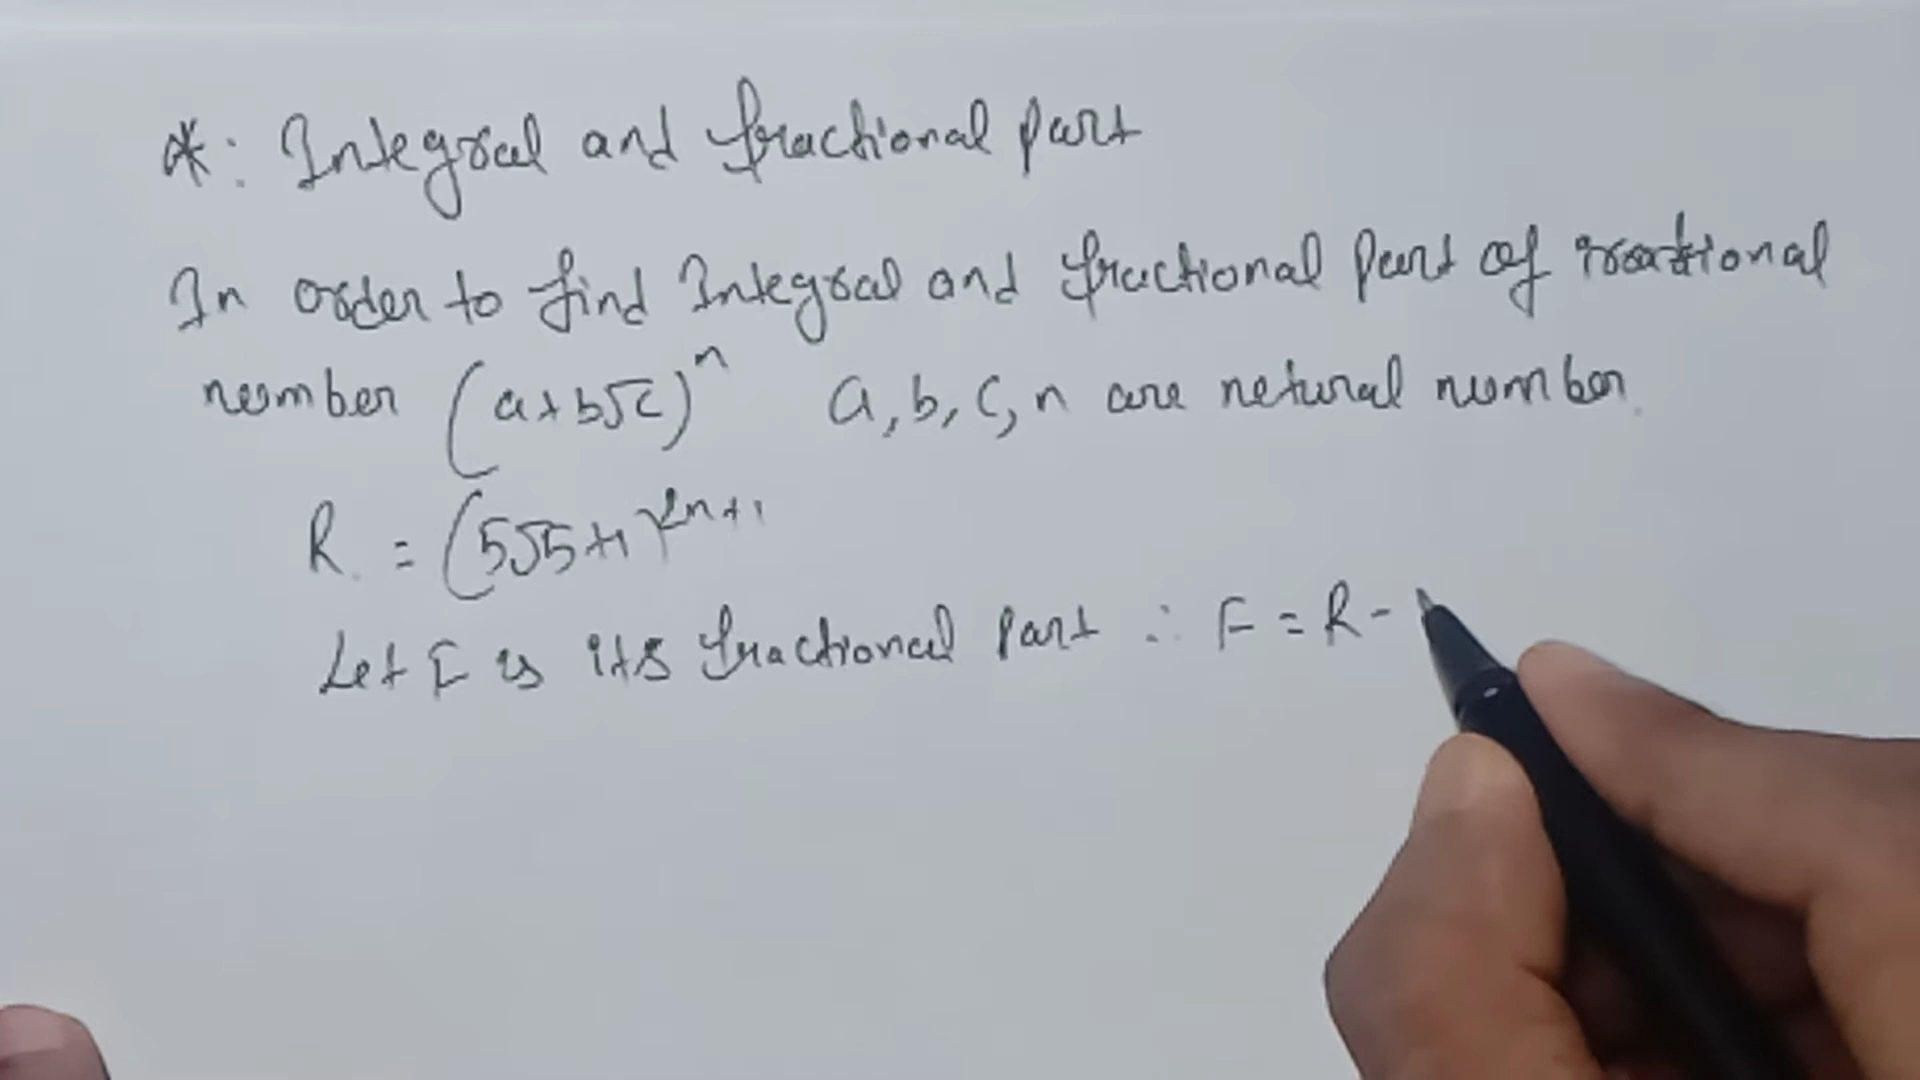 *: Integral and fractional part
In order to find Integral and fractional part of irrational
number (a+b√c)^n a, b, c, n are netural number.
R = (5√5+1)^2n+1
Let F is its fractional part ∴ F = R -